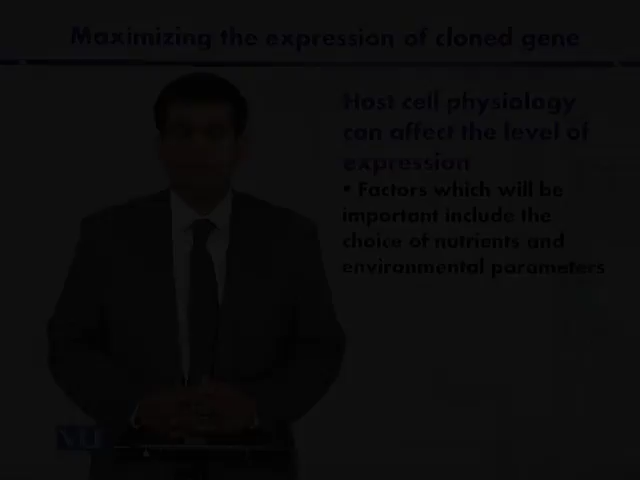 Maximizing the expression of cloned gene
Host cell physiology
can affect the level of
expression
• Factors which will be
important include the
choice of nutrients and
environmental parameters
VU